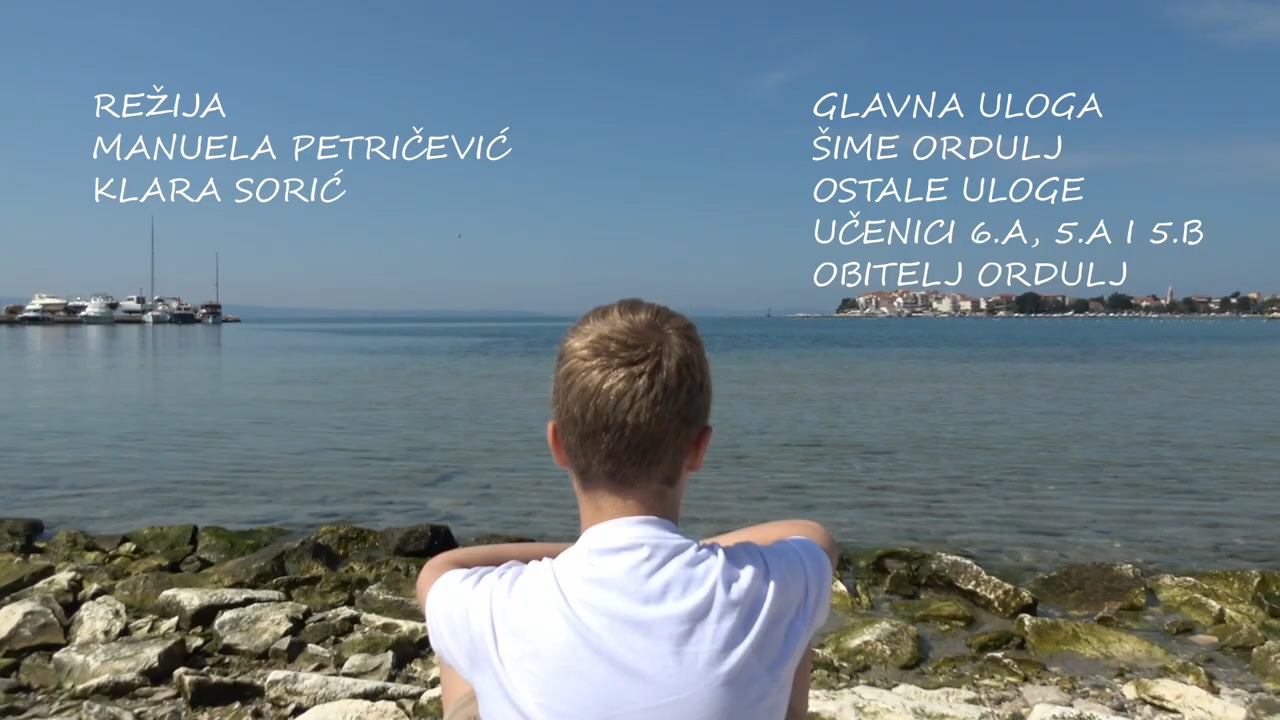 REŽIJA
MANUELA PETRIČEVIĆ
KLARA SORIĆ
GLAVNA ULOGA
ŠIME ORDULJ
OSTALE ULOGE
UČENICI 6.A, 5.A I 5.B
OBITELJ ORDULJ